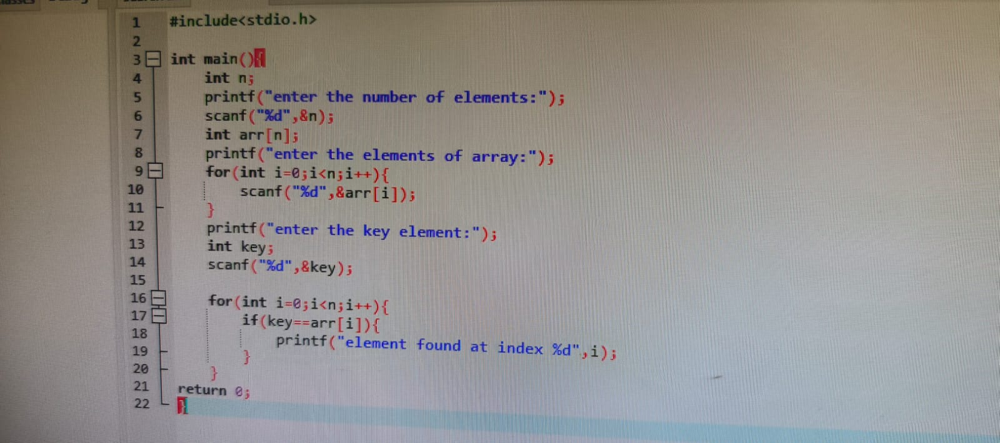 1 #include<stdio.h>
2
3 int main(){
4 int n;
5 printf("enter the number of elements:");
6 scanf("%d",&n);
7 int arr[n];
8 printf("enter the elements of array:");
9 for(int i=0;i<n;i++){
10 scanf("%d",&arr[i]);
11 }
12 printf("enter the key element:");
13 int key;
14 scanf("%d",&key);
15
16 for(int i=0;i<n;i++){
17 if(key==arr[i]){
18 printf("element found at index %d",i);
19 }
20 }
21 return 0;
22 }